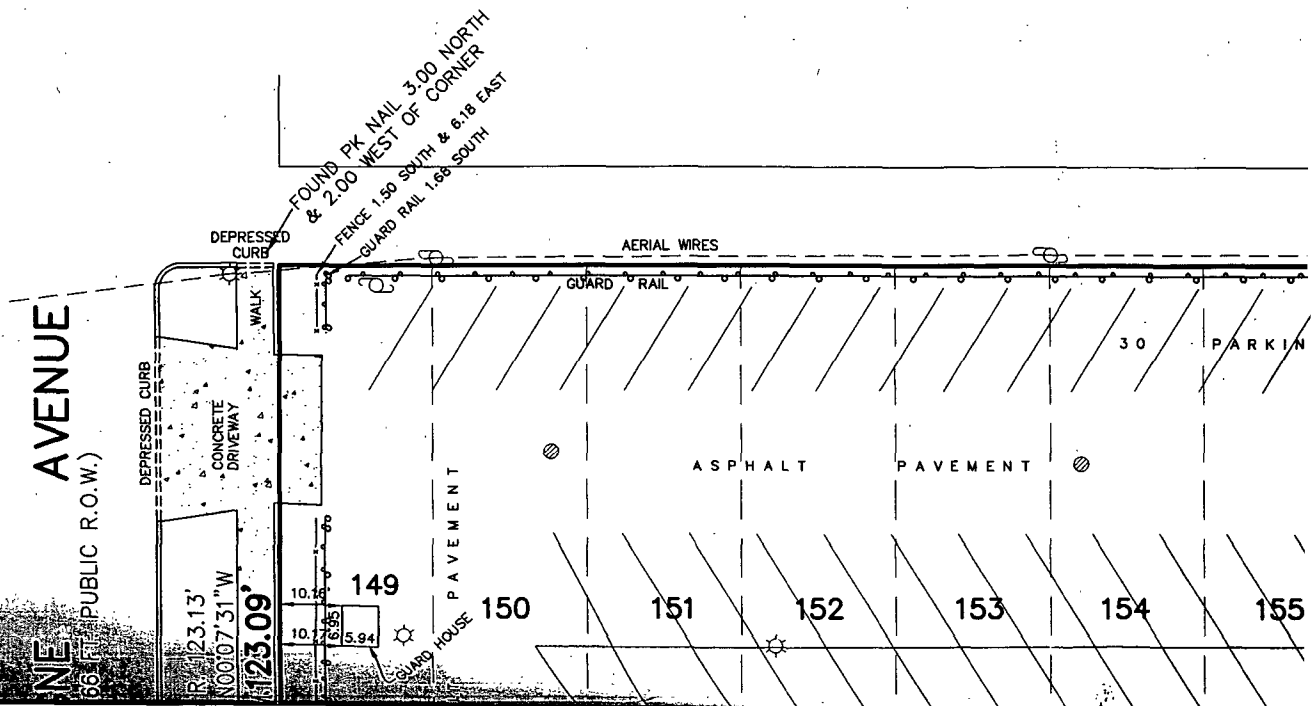 FOUND PK NAIL 3.00 NORTH
& 2.00 WEST OF CORNER
FENCE 1.50 SOUTH & 6.18 EAST
GUARD RAIL 1.68 SOUTH
DEPRESSED
CURB
AERIAL WIRES
GUARD RAIL
WALK
30 PARKIN
AVENUE
PUBLIC R.O.W.)
DEPRESSED CURB
CONCRETE
DRIVEWAY
ASPHALT PAVEMENT
PAVEMENT
123.13'
N00°07'31"W
123.09'
10.16'
10.17
6.95
5.94
GUARD HOUSE
149
150
151
152
153
154
155